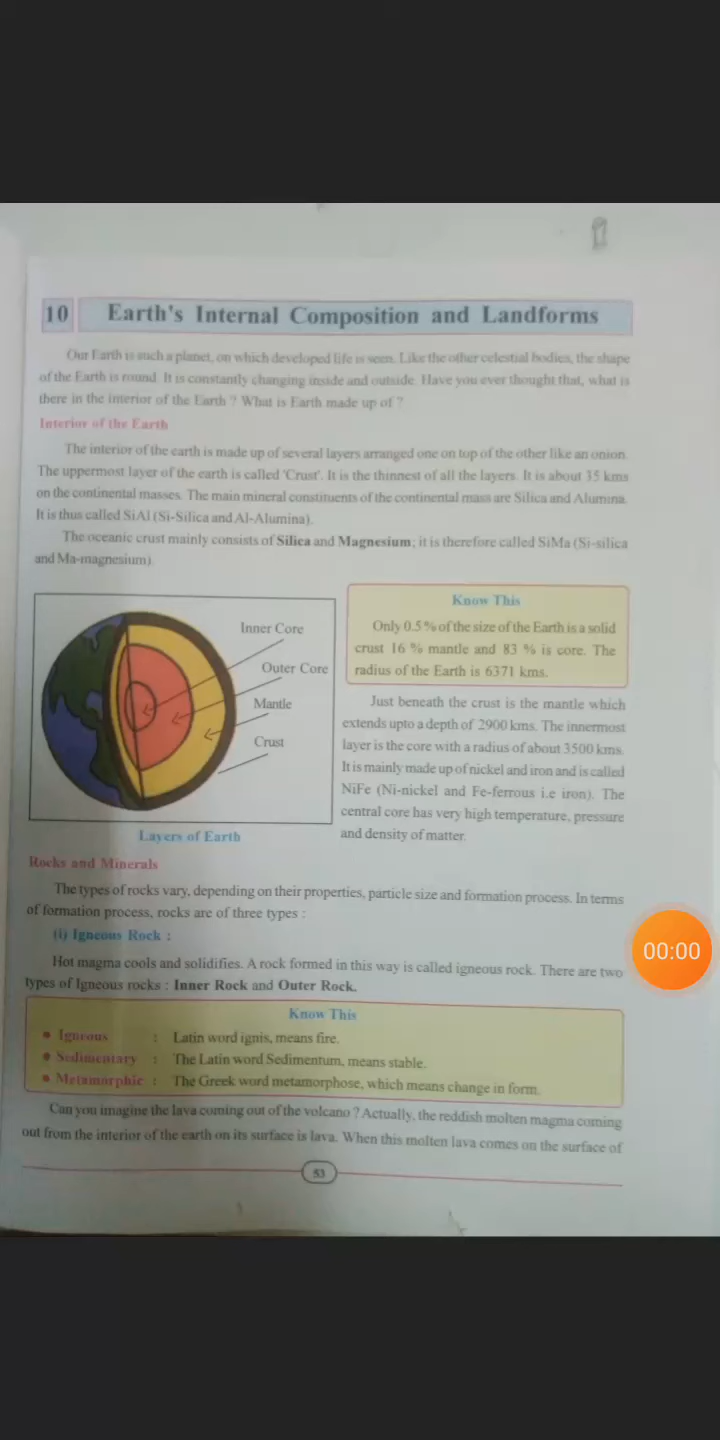 10 Earth's Internal Composition and Landforms
Our Earth is such a planet, on which developed life is seen. Like the other celestial bodies, the shape
of the Earth is round. It is constantly changing inside and outside. Have you ever thought that, what is
there in the interior of the Earth ? What is Earth made up of ?
Interior of the Earth
The interior of the earth is made up of several layers arranged one on top of the other like an onion.
The uppermost layer of the earth is called 'Crust'. It is the thinnest of all the layers. It is about 35 kms
on the continental masses. The main mineral constituents of the continental mass are Silica and Alumina.
It is thus called SiAl (Si-Silica and Al-Alumina).
The oceanic crust mainly consists of Silica and Magnesium; it is therefore called SiMa (Si-silica
and Ma-magnesium).
Inner Core
Outer Core
Mantle
Crust
Layers of Earth
Know This
Only 0.5 % of the size of the Earth is a solid
crust 16 % mantle and 83 % is core. The
radius of the Earth is 6371 kms.
Just beneath the crust is the mantle which
extends upto a depth of 2900 kms. The innermost
layer is the core with a radius of about 3500 kms.
It is mainly made up of nickel and iron and is called
NiFe (Ni-nickel and Fe-ferrous i.e iron). The
central core has very high temperature, pressure
and density of matter.
Rocks and Minerals
The types of rocks vary, depending on their properties, particle size and formation process. In terms
of formation process, rocks are of three types :
(i) Igneous Rock :
Hot magma cools and solidifies. A rock formed in this way is called igneous rock. There are two
types of Igneous rocks : Inner Rock and Outer Rock.
Know This
• Igneous : Latin word ignis, means fire.
• Sedimentary : The Latin word Sedimentum, means stable.
• Metamorphic : The Greek word metamorphose, which means change in form.
Can you imagine the lava coming out of the volcano ? Actually, the reddish molten magma coming
out from the interior of the earth on its surface is lava. When this molten lava comes on the surface of
53
00:00